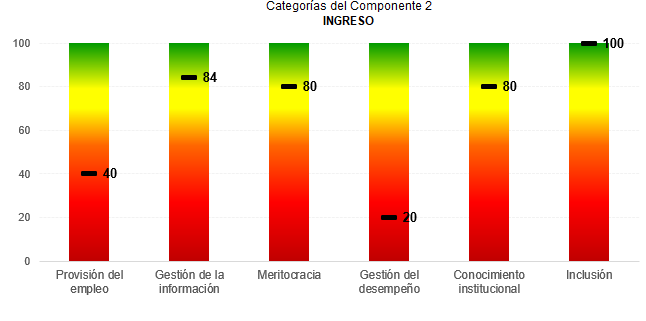 Categorías del Componente 2
INGRESO
100
80
60
40
20
0
40
84
80
20
80
100
Provisión del
empleo
Gestión de la
información
Meritocracia
Gestión del
desempeño
Conocimiento
institucional
Inclusión